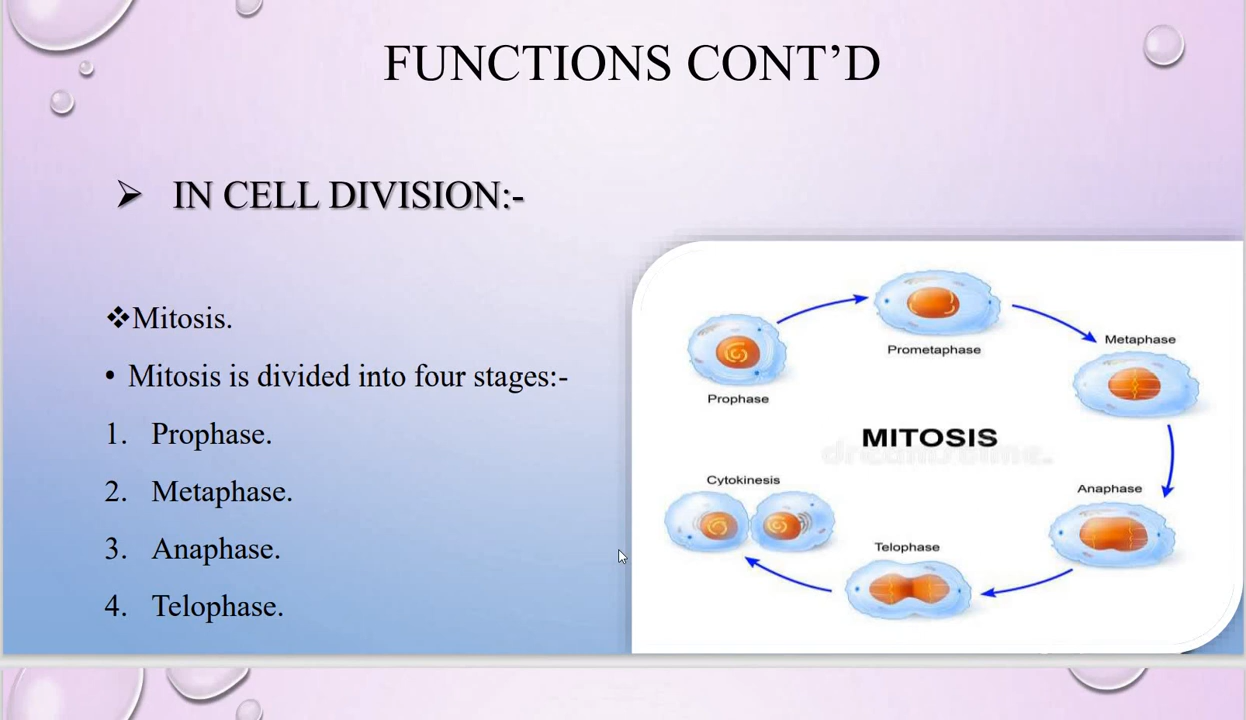 FUNCTIONS CONT’D
➢ IN CELL DIVISION:-
❖Mitosis.
• Mitosis is divided into four stages:-
1. Prophase.
2. Metaphase.
3. Anaphase.
4. Telophase.
Prophase
Prometaphase
Metaphase
MITOSIS
dreamstime.
Cytokinesis
Anaphase
Telophase